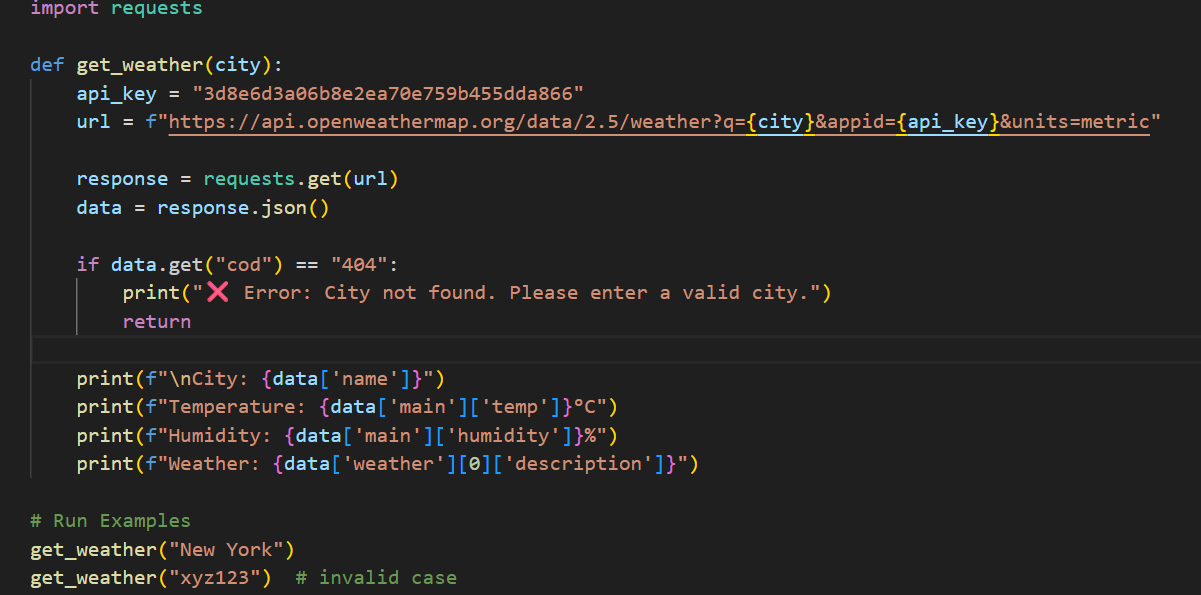 import requests

def get_weather(city):
    api_key = "3d8e6d3a06b8e2ea70e759b455dda866"
    url = f"https://api.openweathermap.org/data/2.5/weather?q={city}&appid={api_key}&units=metric"

    response = requests.get(url)
    data = response.json()

    if data.get("cod") == "404":
        print("❌ Error: City not found. Please enter a valid city.")
        return

    print(f"\nCity: {data['name']}")
    print(f"Temperature: {data['main']['temp']}°C")
    print(f"Humidity: {data['main']['humidity']}%")
    print(f"Weather: {data['weather'][0]['description']}")

# Run Examples
get_weather("New York")
get_weather("xyz123")  # invalid case